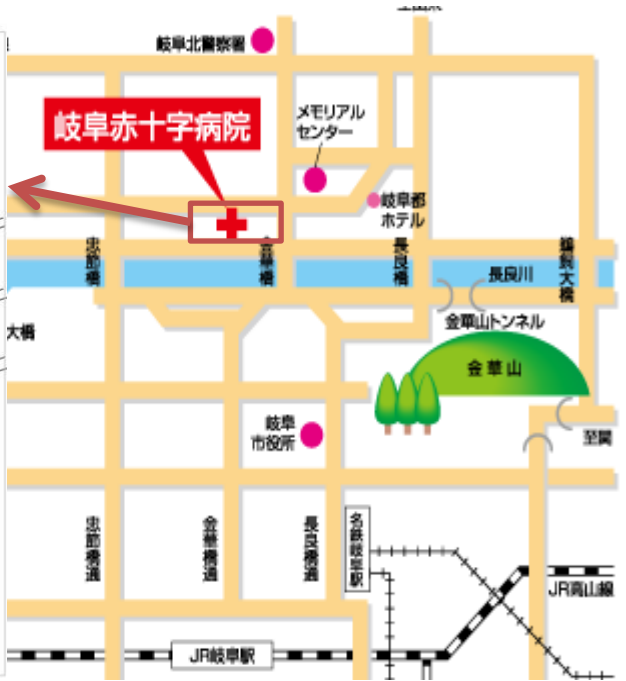 岐阜北警察署
岐阜赤十字病院
メモリアル
センター
岐阜都
ホテル
忠節橋
金華橋
長良橋
鵜飼大橋
長良川
大橋
金華山トンネル
金華山
岐阜
市役所
至関
忠節橋通
金華橋通
長良橋通
名鉄岐阜駅
JR高山線
JR岐阜駅